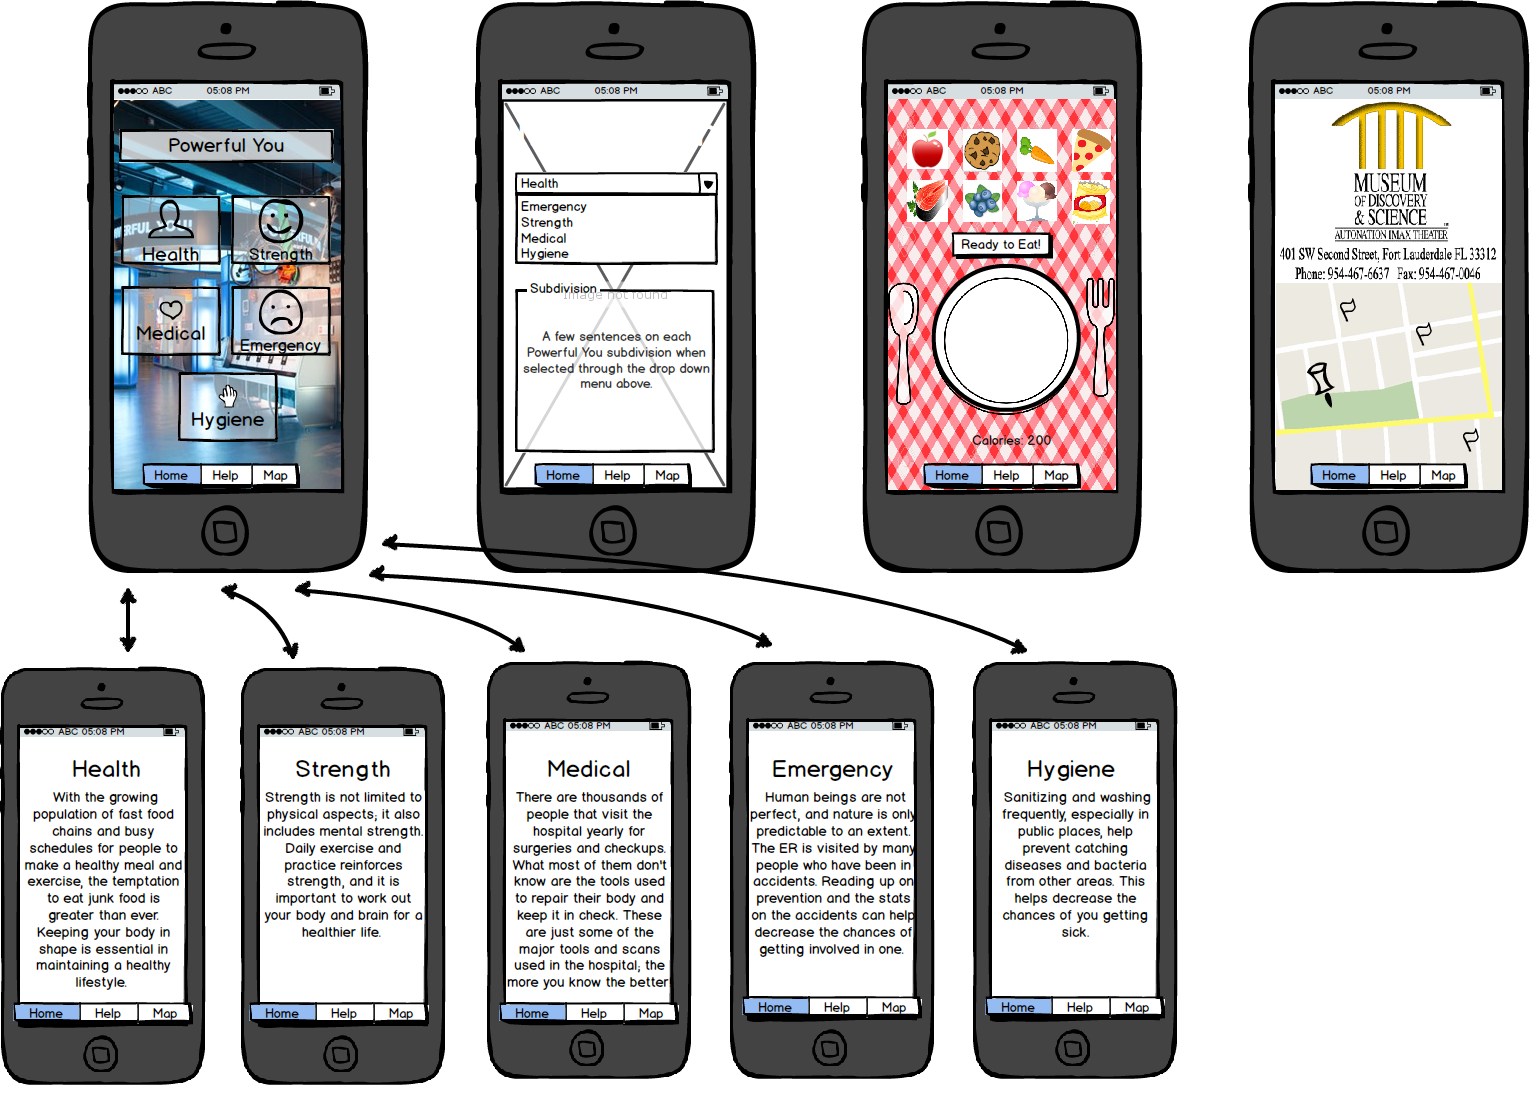 ABC 05:08 PM
Powerful You
Health
Strength
Medical
Emergency
Hygiene
Home Help Map
ABC 05:08 PM
Health
Emergency
Strength
Medical
Hygiene
Subdivision
Image not found
A few sentences on each
Powerful You subdivision when
selected through the drop down
menu above.
Home Help Map
ABC 05:08 PM
Ready to Eat!
Calories: 200
Home Help Map
ABC 05:08 PM
MUSEUM
OF DISCOVERY
& SCIENCE
AUTONATION IMAX THEATER
401 SW Second Street, Fort Lauderdale FL 33312
Phone: 954-467-6637 Fax: 954-467-0046
Home Help Map
ABC 05:08 PM
Health
With the growing
population of fast food
chains and busy
schedules for people to
make a healthy meal and
exercise, the temptation
to eat junk food is
greater than ever.
Keeping your body in
shape is essential in
maintaining a healthy
lifestyle.
Home Help Map
ABC 05:08 PM
Strength
Strength is not limited to
physical aspects; it also
includes mental strength.
Daily exercise and
practice reinforces
strength, and it is
important to work out
your body and brain for a
healthier life.
Home Help Map
ABC 05:08 PM
Medical
There are thousands of
people that visit the
hospital yearly for
surgeries and checkups.
What most of them don't
know are the tools used
to repair their body and
keep it in check. These
are just some of the
major tools and scans
used in the hospital; the
more you know the better
Home Help Map
ABC 05:08 PM
Emergency
Human beings are not
perfect, and nature is only
predictable to an extent.
The ER is visited by many
people who have been in
accidents. Reading up on
prevention and the stats
on the accidents can help
decrease the chances of
getting involved in one.
Home Help Map
ABC 05:08 PM
Hygiene
Sanitizing and washing
frequently, especially in
public places, help
prevent catching
diseases and bacteria
from other areas. This
helps decrease the
chances of you getting
sick.
Home Help Map